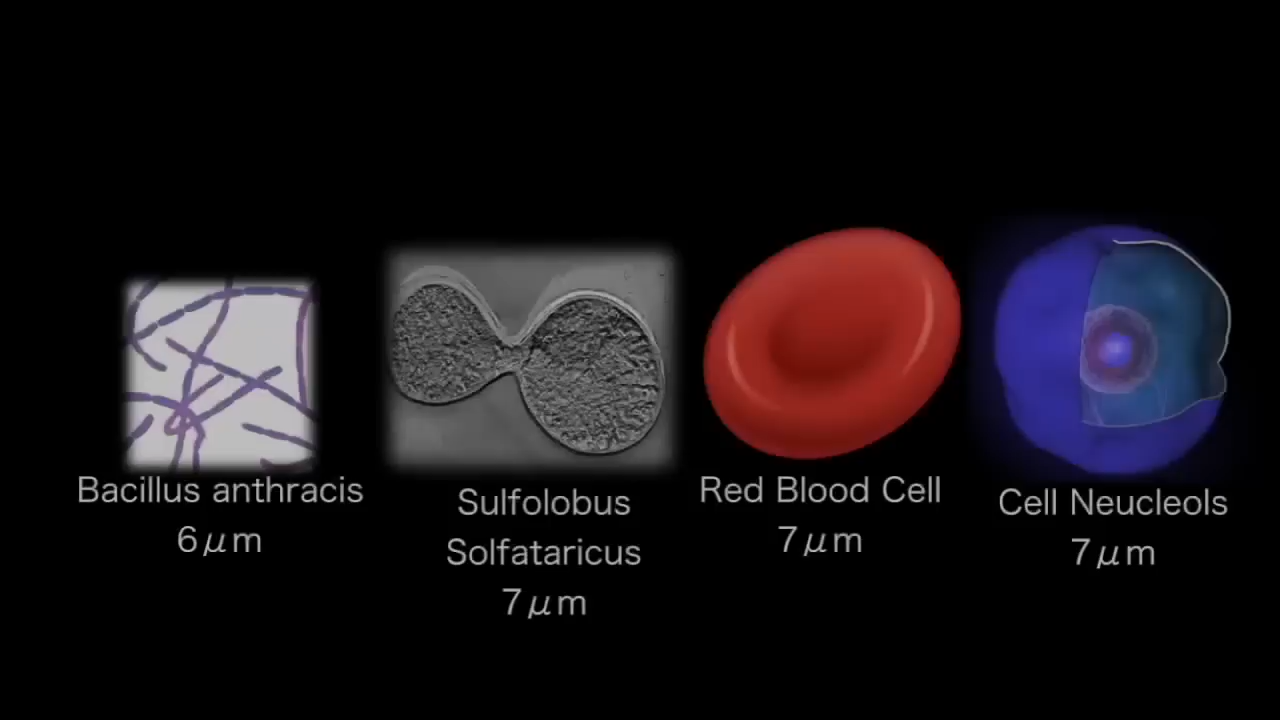 Bacillus anthracis
6μm
Sulfolobus
Solfataricus
7μm
Red Blood Cell
7μm
Cell Neucleols
7μm